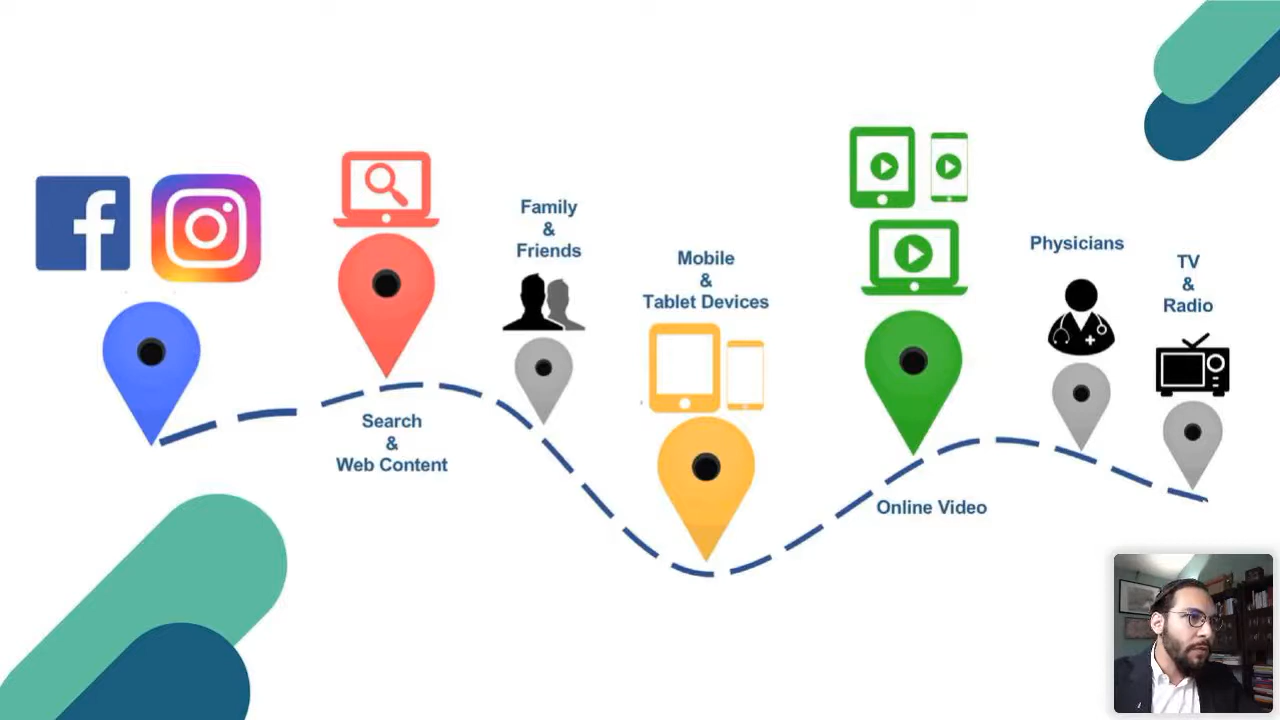 Search
&
Web Content
Family
&
Friends
Mobile
&
Tablet Devices
Online Video
Physicians
TV
&
Radio